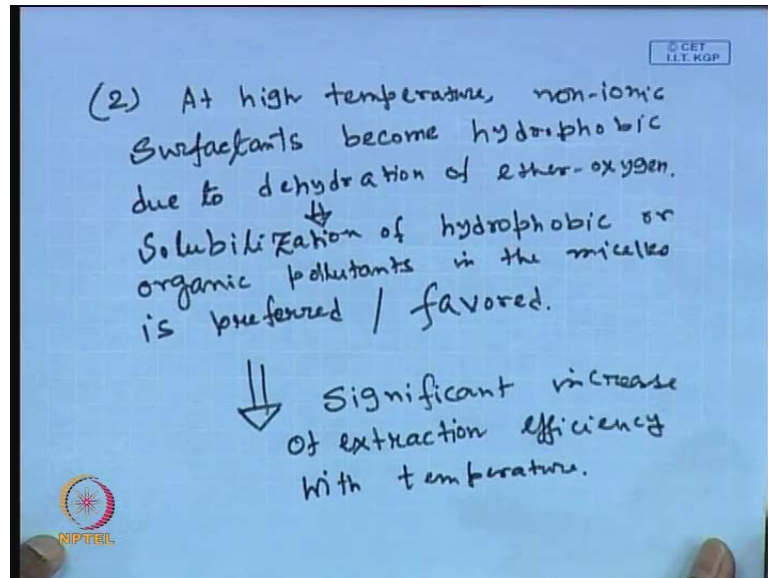 © CET
I.I.T. KGP
(2) At high temperature, non-ionic
Surfactants become hydrophobic
due to dehydration of ether-oxygen.
⇓
Solubilization of hydrophobic or
organic pollutants in the micelles
is preferred / favored.
⇓ Significant increase
of extraction efficiency
with temperature.
NPTEL